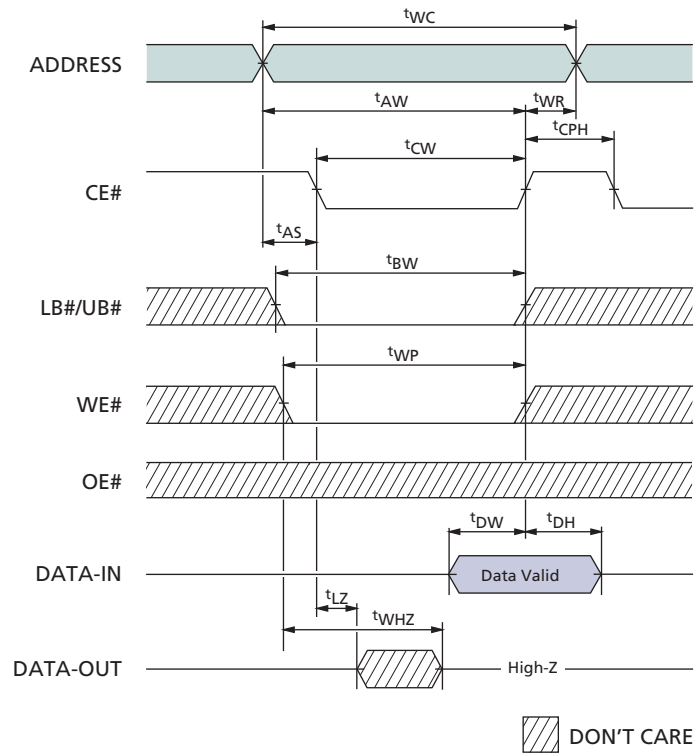 tWC
ADDRESS
tAW
tWR
tCPH
tCW
CE#
tAS
tBW
LB#/UB#
tWP
WE#
OE#
tDW
tDH
DATA-IN
Data Valid
tLZ
tWHZ
DATA-OUT
High-Z
DON'T CARE